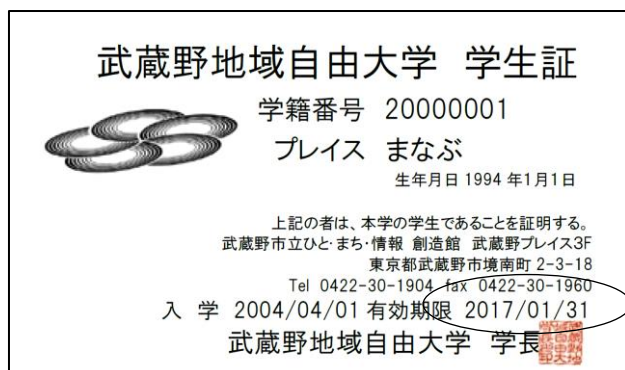 武蔵野地域自由大学 学生証
学籍番号 20000001
プレイス まなぶ
生年月日 1994 年1月1日
上記の者は、本学の学生であることを証明する。
武蔵野市立ひと・まち・情報 創造館 武蔵野プレイス3F
東京都武蔵野市境南町 2-3-18
Tel 0422-30-1904 fax 0422-30-1960
入 学 2004/04/01 有効期限 2017/01/31
武蔵野地域自由大学 学長